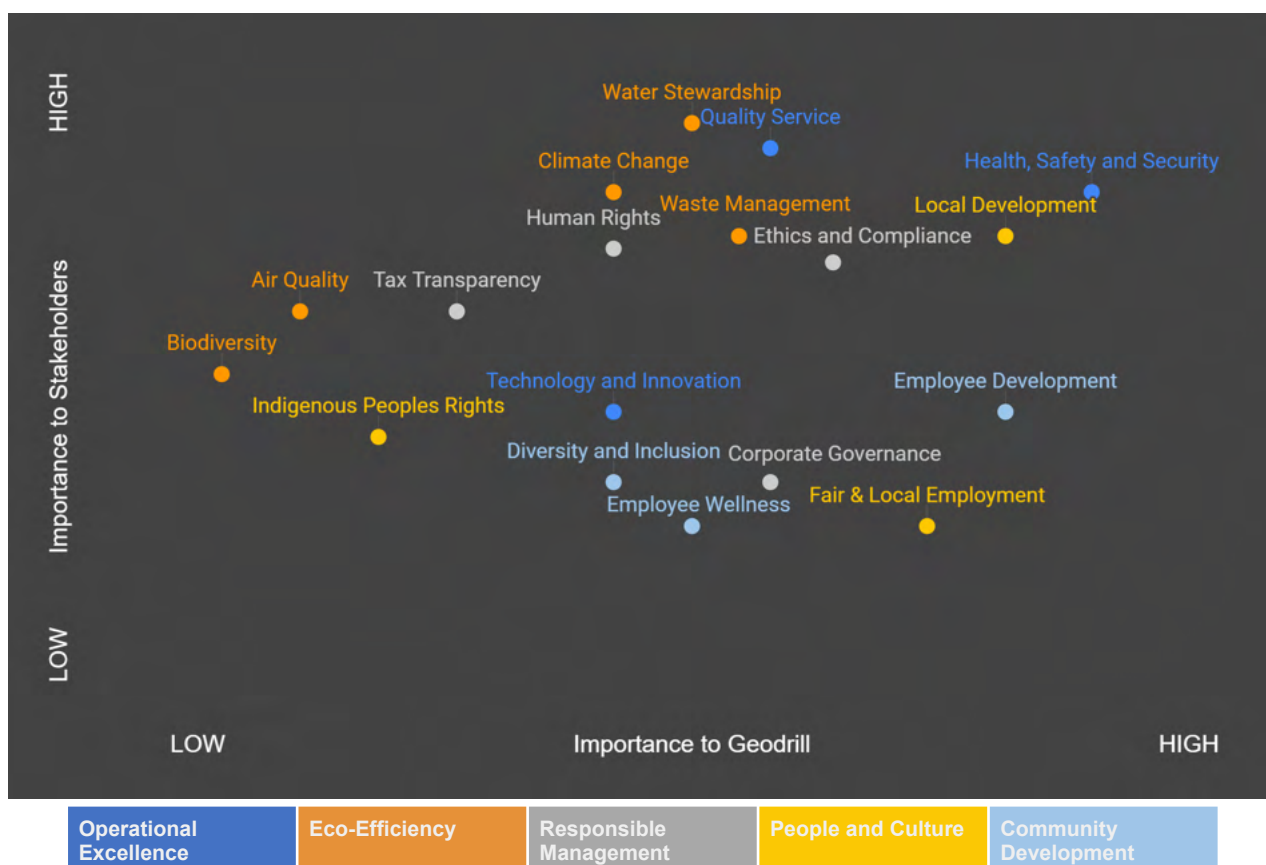 HIGH
Water Stewardship
Quality Service
Climate Change
Health, Safety and Security
Waste Management
Local Development
Human Rights
Ethics and Compliance
Air Quality
Tax Transparency
Importance to Stakeholders
Biodiversity
Technology and Innovation
Employee Development
Indigenous Peoples Rights
Diversity and Inclusion
Corporate Governance
Fair & Local Employment
Employee Wellness
LOW
LOW
Importance to Geodrill
HIGH
Operational
Excellence
Eco-Efficiency
Responsible
Management
People and Culture
Community
Development